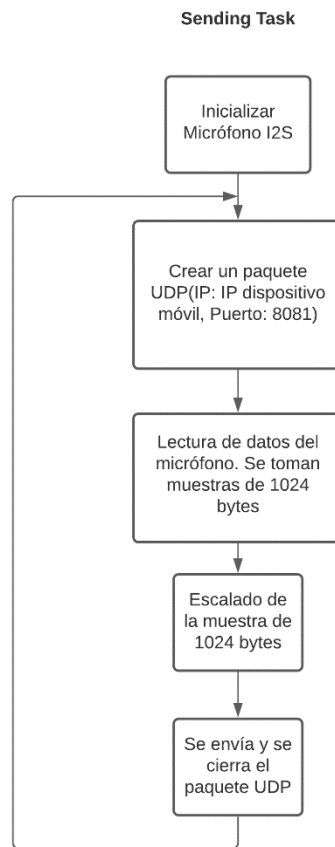 Sending Task
Inicializar
Micrófono I2S
Crear un paquete
UDP(IP: IP dispositivo
móvil, Puerto: 8081)
Lectura de datos del
micrófono. Se toman
muestras de 1024
bytes
Escalado de
la muestra de
1024 bytes
Se envía y se
cierra el
paquete UDP